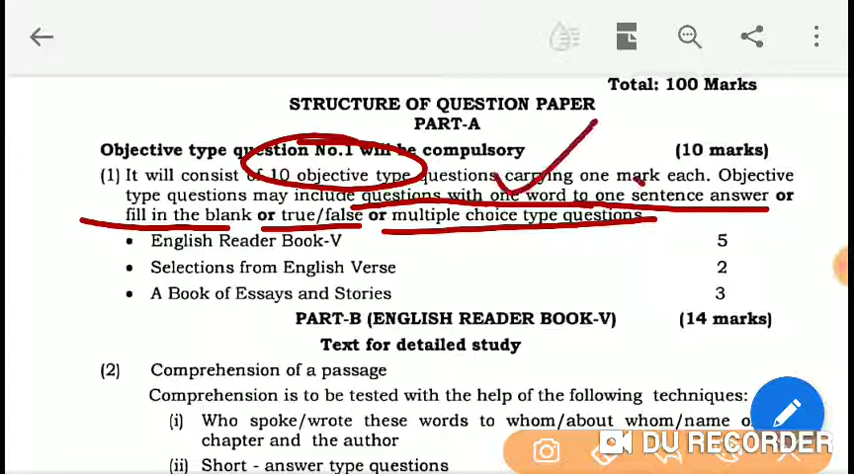 Total: 100 Marks
STRUCTURE OF QUESTION PAPER
PART-A
Objective type question No.1 will be compulsory (10 marks)
(1) It will consist of 10 objective type questions carrying one mark each. Objective
type questions may include questions with one word to one sentence answer or
fill in the blank or true/false or multiple choice type questions
• English Reader Book-V 5
• Selections from English Verse 2
• A Book of Essays and Stories 3
PART-B (ENGLISH READER BOOK-V) (14 marks)
Text for detailed study
(2) Comprehension of a passage
Comprehension is to be tested with the help of the following techniques:
(i) Who spoke/wrote these words to whom/about whom/name
chapter and the author
(ii) Short - answer type questions
DU RECORDER